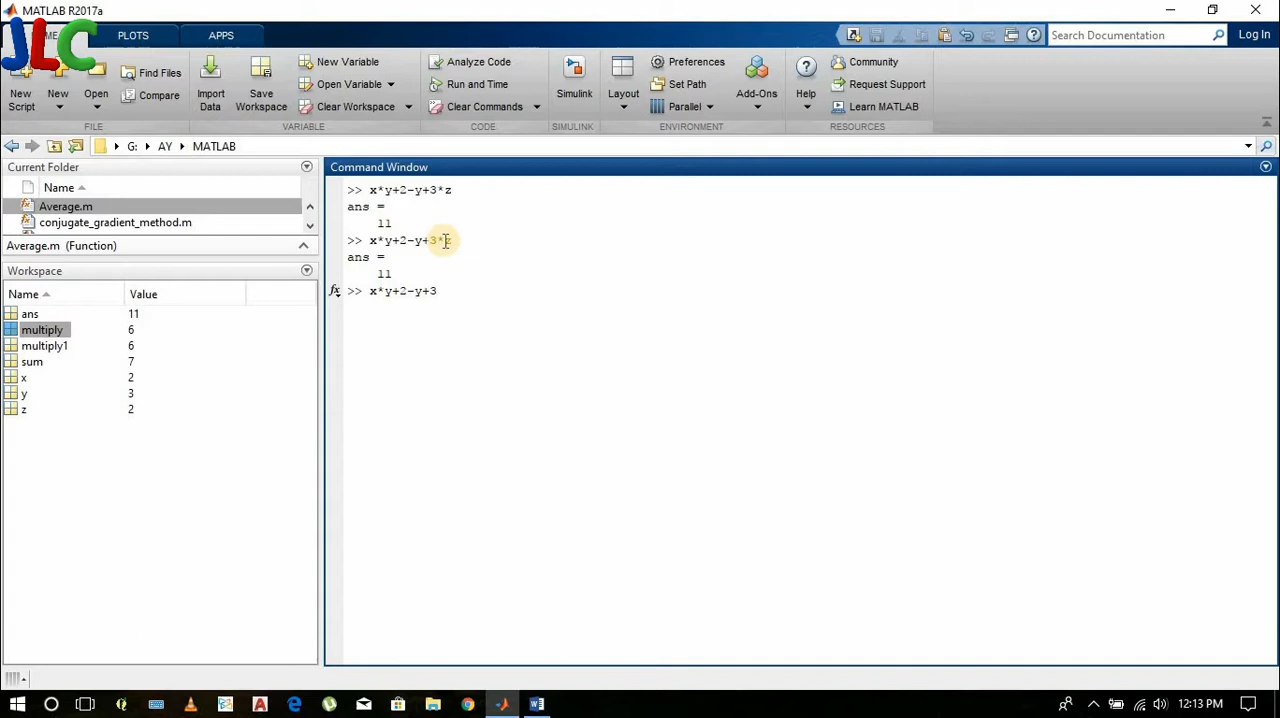 MATLAB R2017a
JLC
ME PLOTS APPS
Search Documentation Log In
New Script
New
Open
Find Files
Compare
FILE
Import Data
Save Workspace
New Variable
Open Variable
Clear Workspace
VARIABLE
Analyze Code
Run and Time
Clear Commands
CODE
Simulink
SIMULINK
Layout
Preferences
Set Path
Parallel
ENVIRONMENT
Add-Ons
Help
Community
Request Support
Learn MATLAB
RESOURCES
G: AY MATLAB
Current Folder
Name
Average.m
conjugate_gradient_method.m
Average.m (Function)
Workspace
Name Value
ans 11
multiply 6
multiply1 6
sum 7
x 2
y 3
z 2
Command Window
>> x*y+2-y+3*z
ans =
11
>> x*y+2-y+3*z
ans =
11
fx >> x*y+2-y+3
12:13 PM